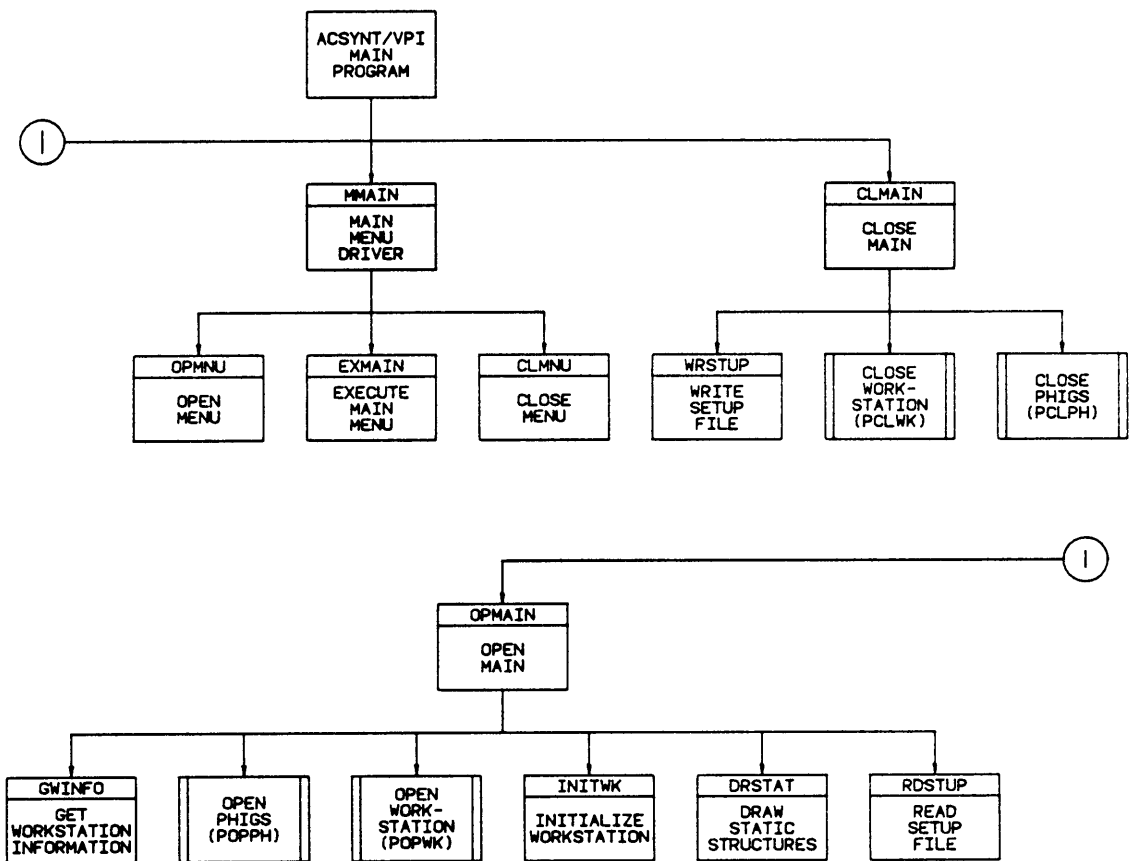 ACSYNT/VPI
MAIN
PROGRAM
I
MMAIN
MAIN
MENU
DRIVER
CLMAIN
CLOSE
MAIN
OPMNU
OPEN
MENU
EXMAIN
EXECUTE
MAIN
MENU
CLMNU
CLOSE
MENU
WRSTUP
WRITE
SETUP
FILE
CLOSE
WORK-
STATION
(PCLWK)
CLOSE
PHIGS
(PCLPH)
I
OPMAIN
OPEN
MAIN
GWINFO
GET
WORKSTATION
INFORMATION
OPEN
PHIGS
(POPPH)
OPEN
WORK-
STATION
(POPWK)
INITWK
INITIALIZE
WORKSTATION
DRSTAT
DRAW
STATIC
STRUCTURES
RDSTUP
READ
SETUP
FILE